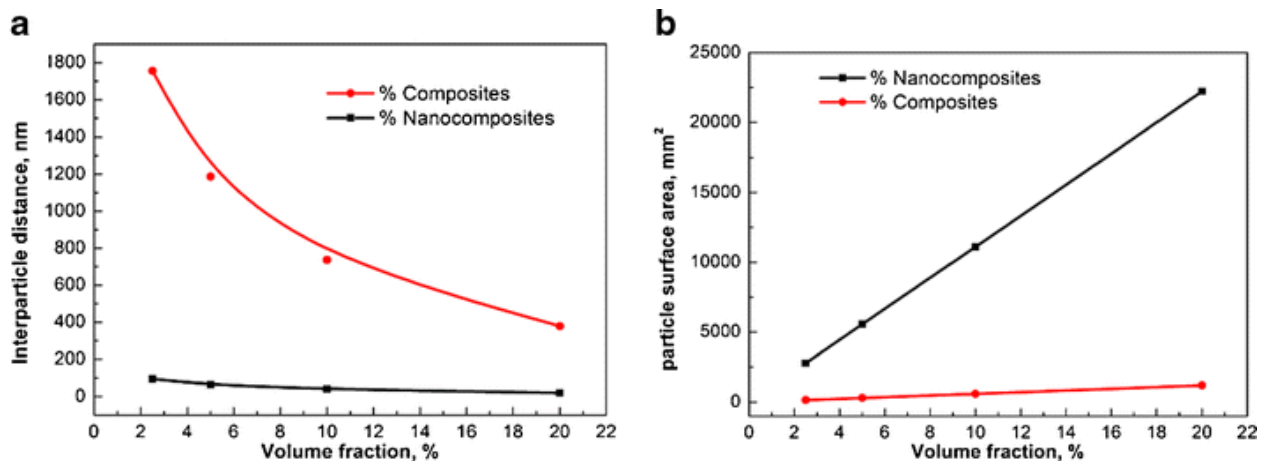 a
1800
1600
1400
1200
1000
800
600
400
200
0
Interparticle distance, nm
% Composites
% Nanocomposites
0 2 4 6 8 10 12 14 16 18 20 22
Volume fraction, %
b
25000
20000
15000
10000
5000
0
particle surface area, mm²
% Nanocomposites
% Composites
0 2 4 6 8 10 12 14 16 18 20 22
Volume fraction, %